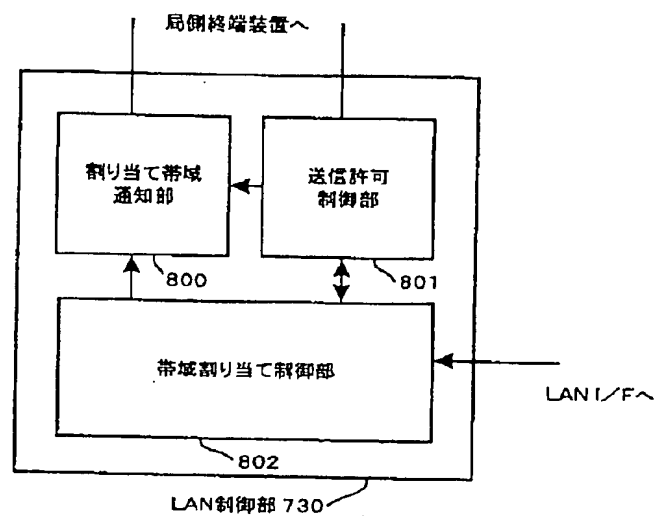 局側終端装置へ
割り当て帯域
通知部
送信許可
制御部
800
801
帯域割り当て制御部
LAN I/Fへ
802
LAN制御部 730